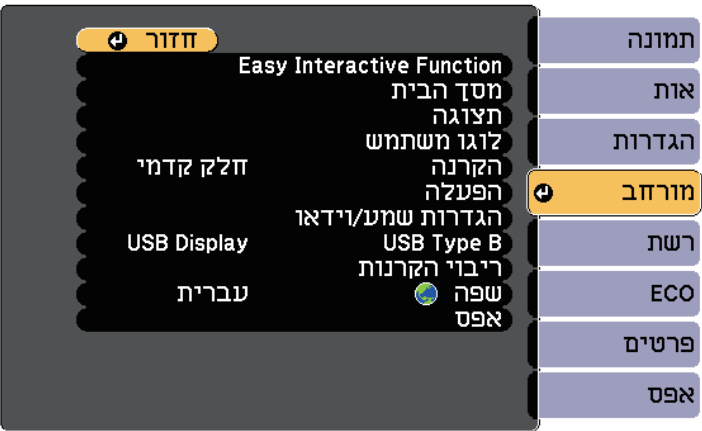 חזור
Easy Interactive Function
מסך הבית
תצוגה
לוגו משתמש
הקרנה חלק קדמי
הפעלה
הגדרות שמע/וידאו
USB Type B USB Display
ריבוי הקרנות
שפה עברית
אפס
תמונה
אות
הגדרות
מורחב
רשת
ECO
פרטים
אפס